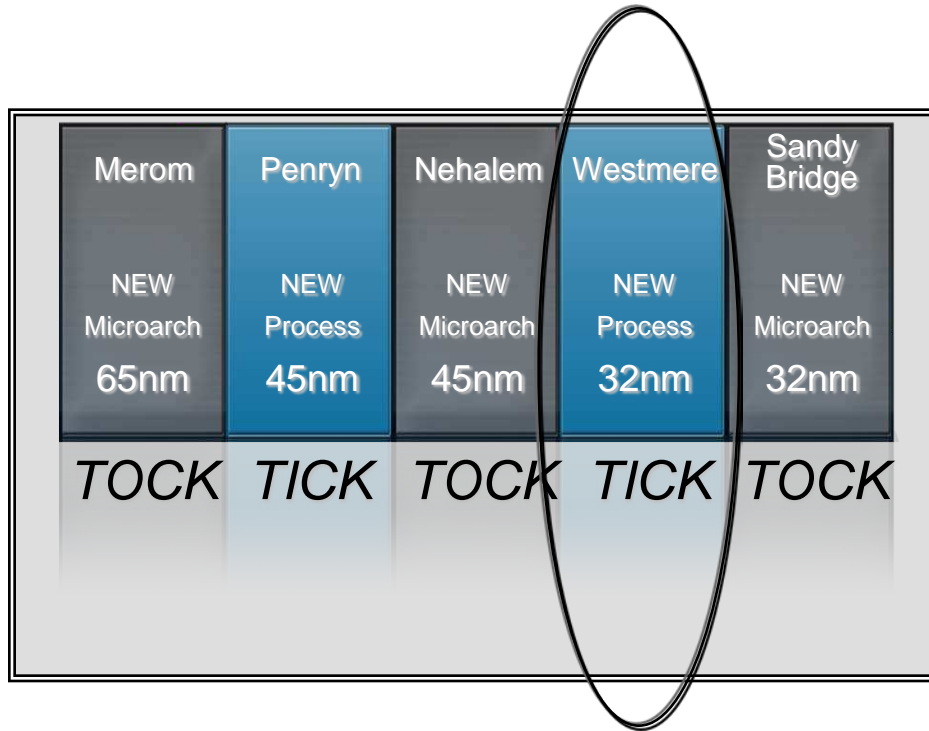 Merom
NEW
Microarch
65nm
TOCK
Penryn
NEW
Process
45nm
TICK
Nehalem
NEW
Microarch
45nm
TOCK
Westmere
NEW
Process
32nm
TICK
Sandy
Bridge
NEW
Microarch
32nm
TOCK